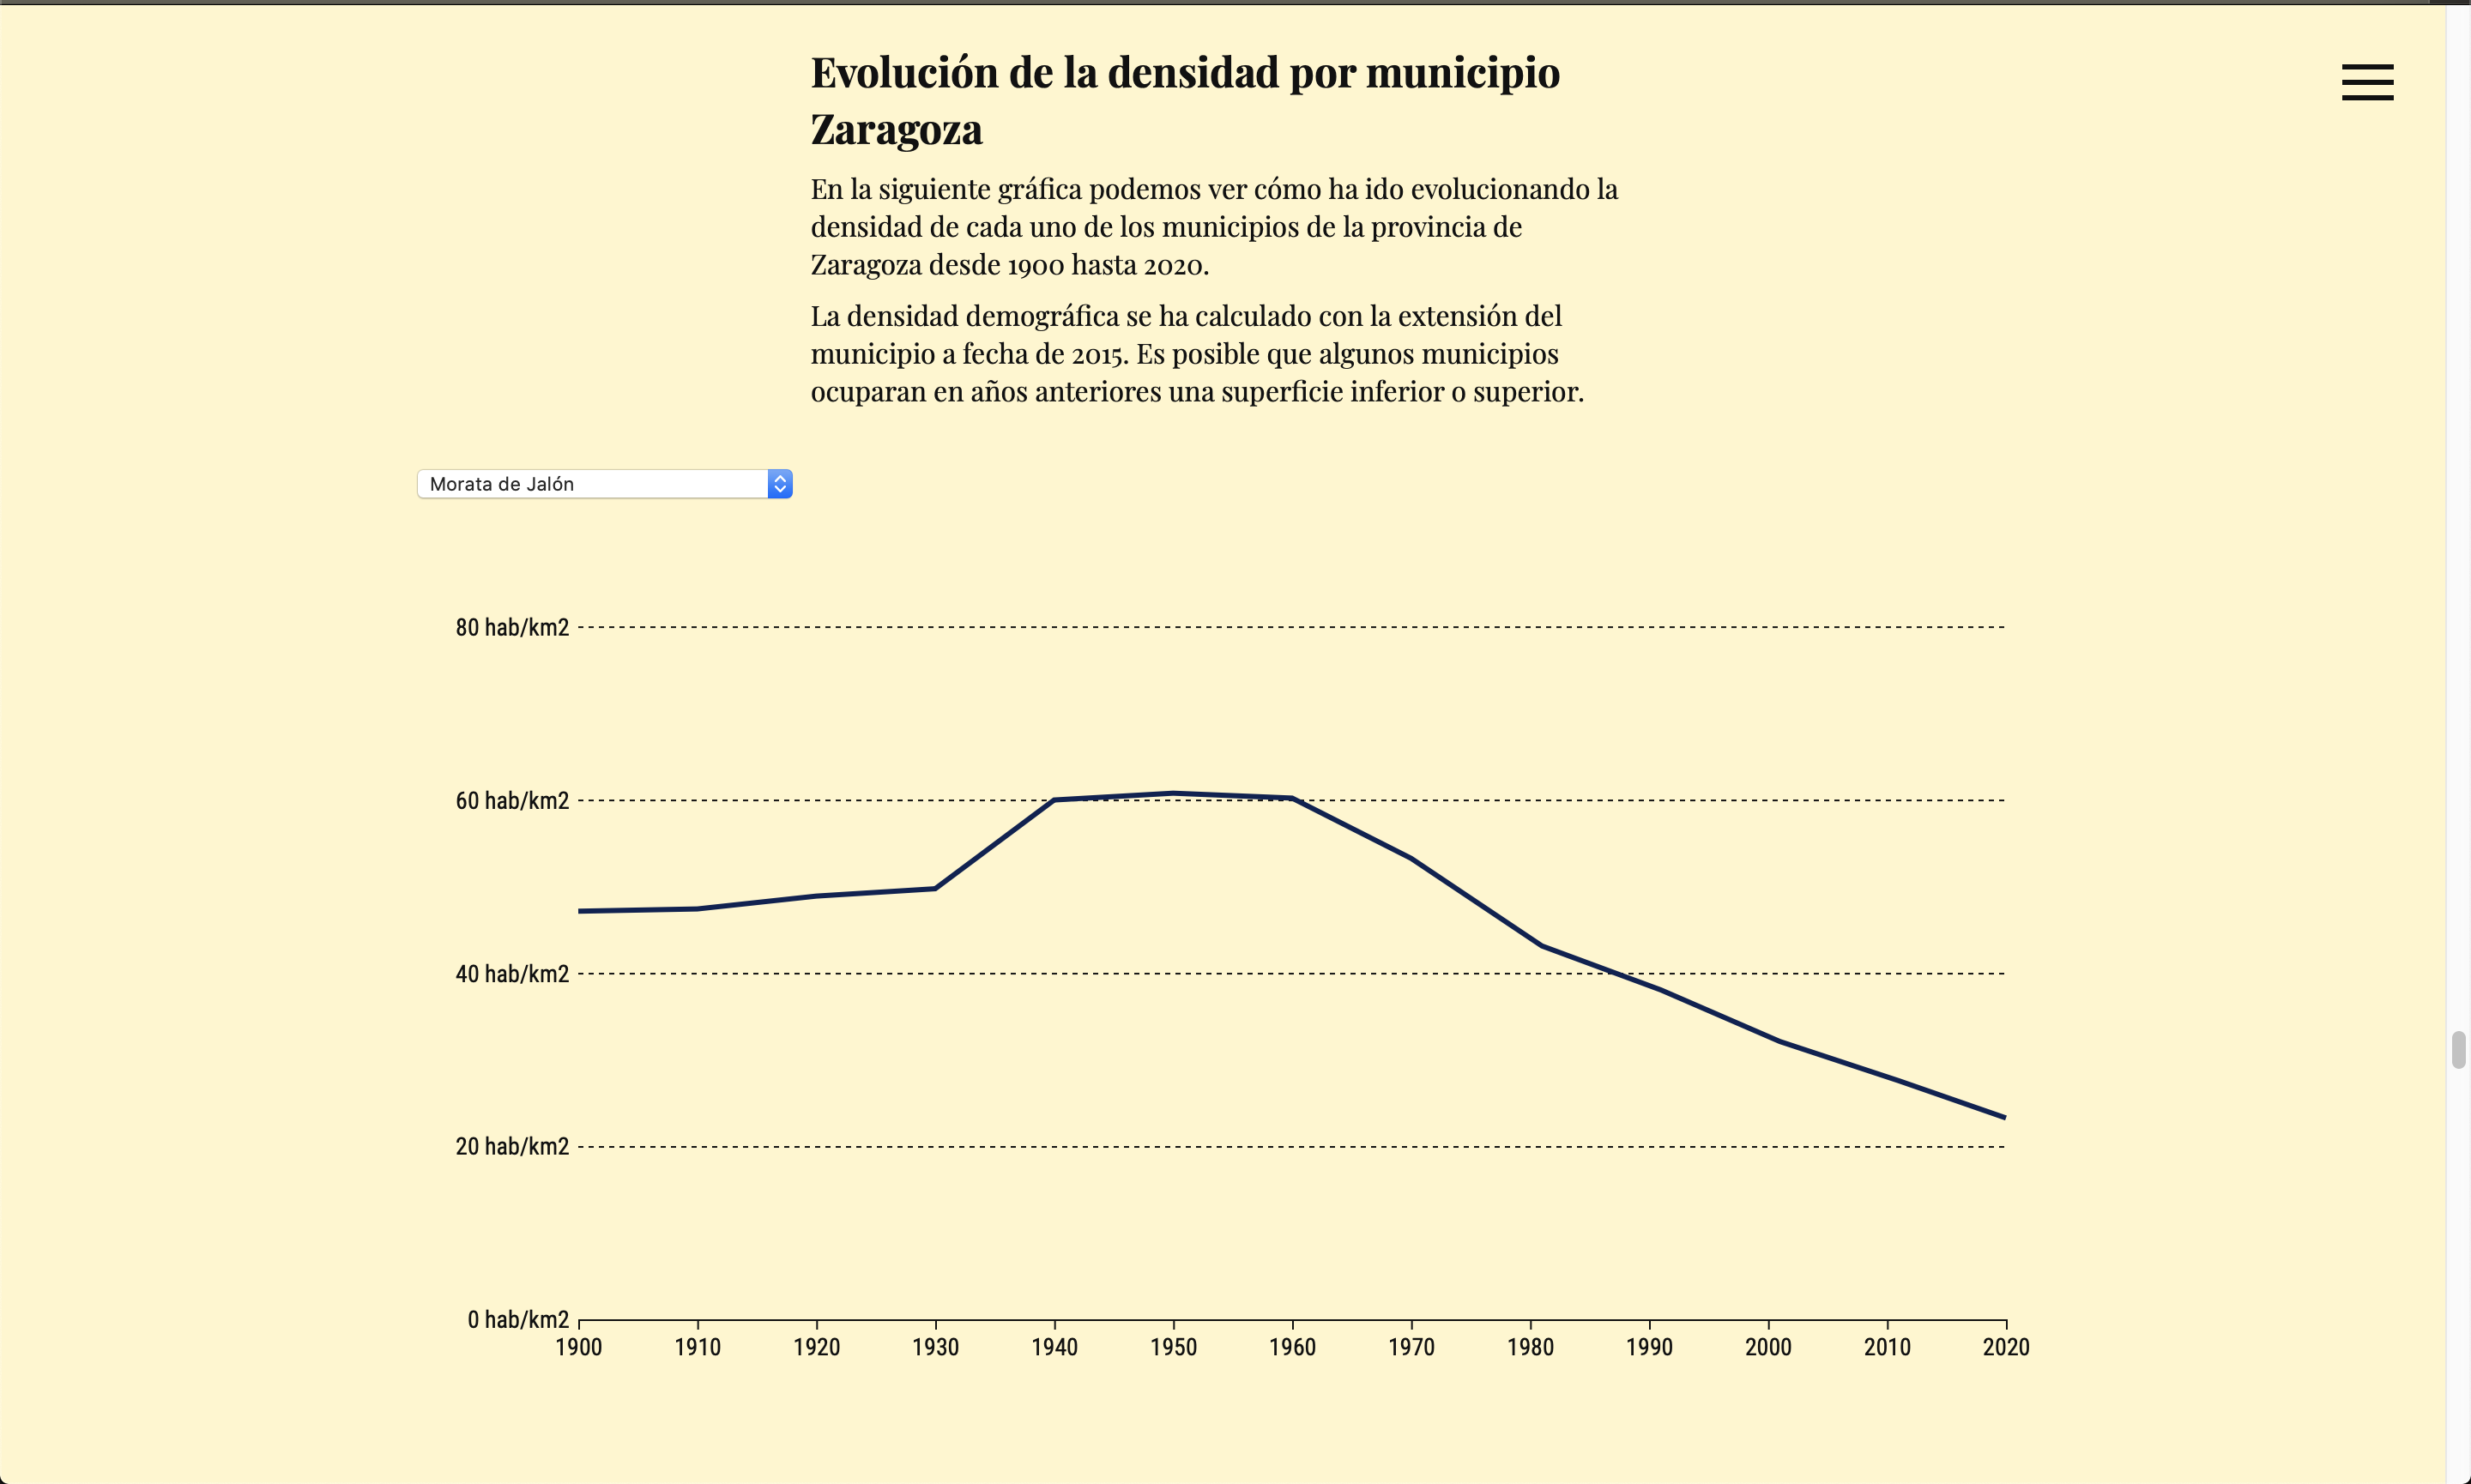 Evolución de la densidad por municipio
Zaragoza
En la siguiente gráfica podemos ver cómo ha ido evolucionando la
densidad de cada uno de los municipios de la provincia de
Zaragoza desde 1900 hasta 2020.
La densidad demográfica se ha calculado con la extensión del
municipio a fecha de 2015. Es posible que algunos municipios
ocuparan en años anteriores una superficie inferior o superior.
Morata de Jalón
80 hab/km2
60 hab/km2
40 hab/km2
20 hab/km2
0 hab/km2
1900 1910 1920 1930 1940 1950 1960 1970 1980 1990 2000 2010 2020